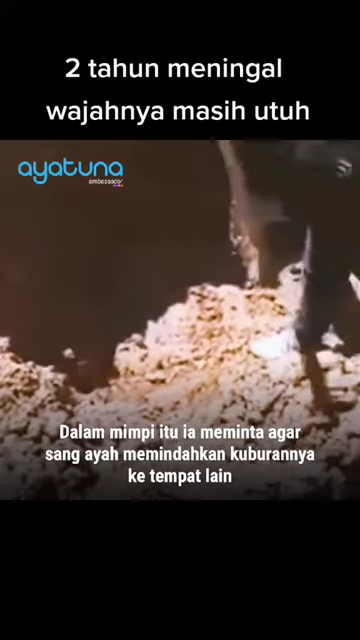 2 tahun meningal
wajahnya masih utuh
ayatuna
ambassador
Dalam mimpi itu ia meminta agar
sang ayah memindahkan kuburannya
ke tempat lain